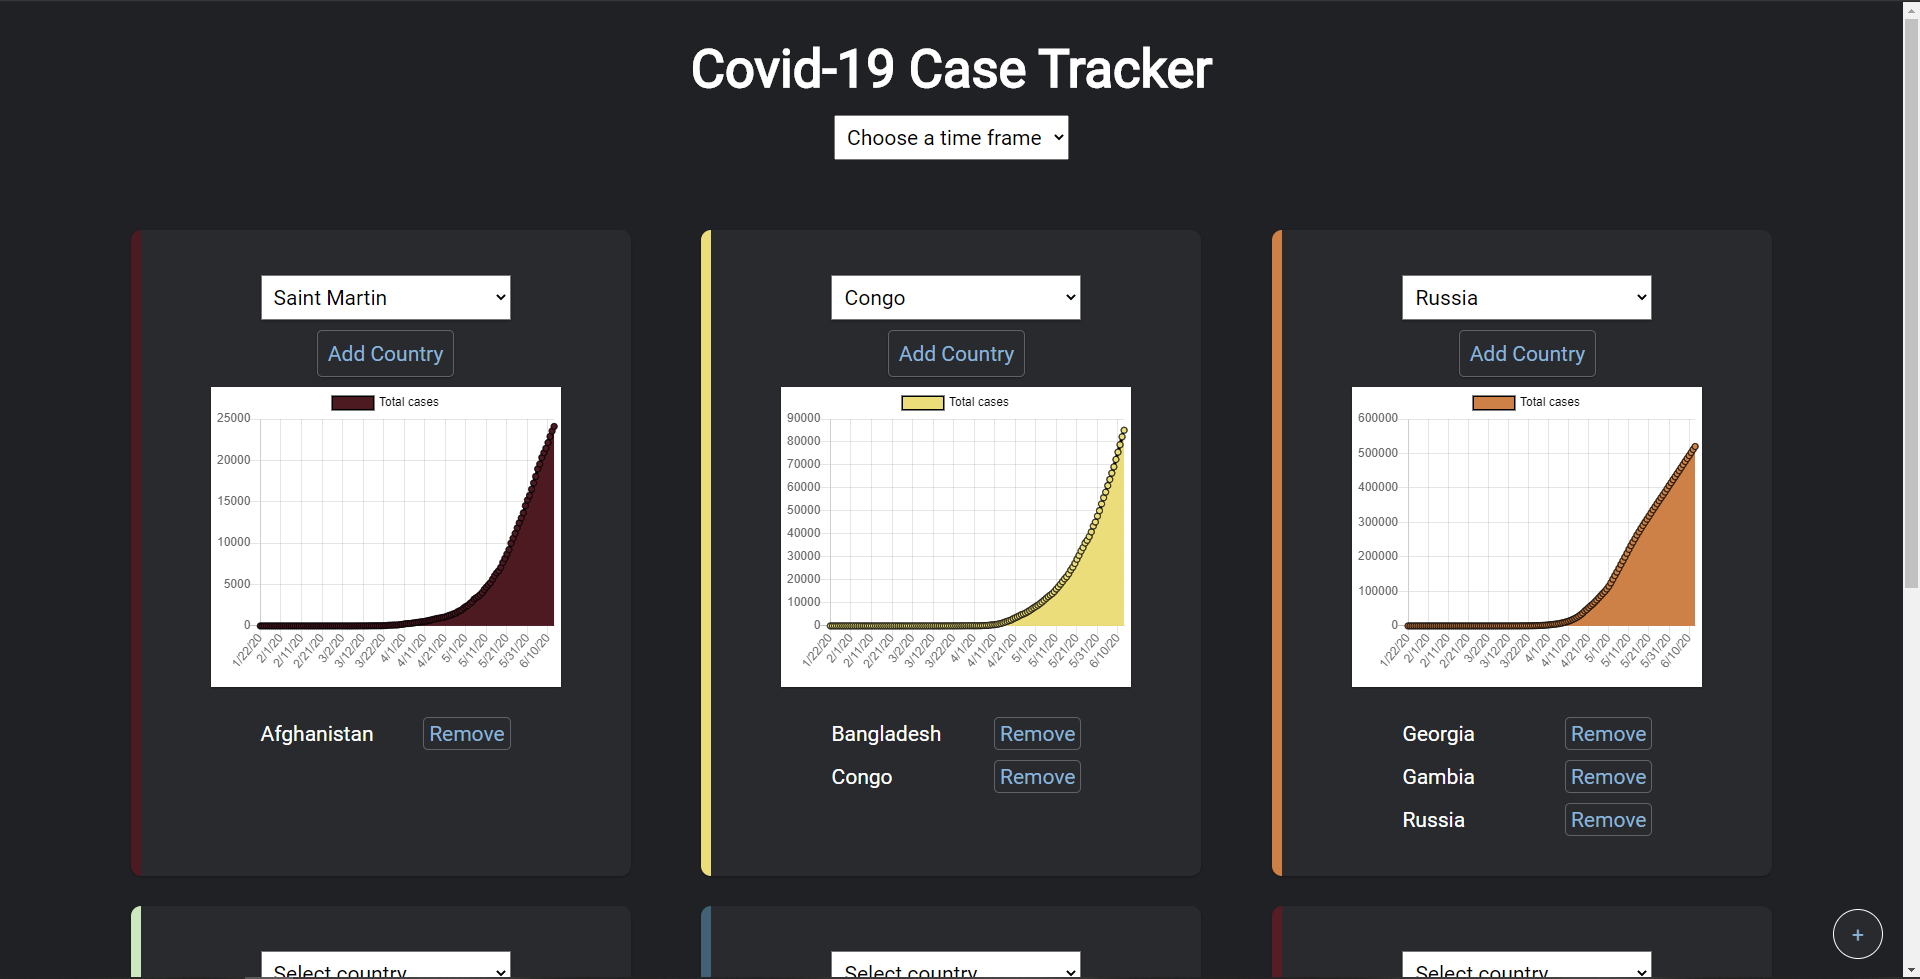 Covid-19 Case Tracker
Choose a time frame
Saint Martin
Add Country
Total cases
25000
20000
15000
10000
5000
0
1/22/20 2/1/20 2/11/20 2/21/20 3/2/20 3/12/20 3/22/20 4/1/20 4/11/20 4/21/20 5/1/20 5/11/20 5/21/20 5/31/20 6/10/20
Afghanistan Remove
Congo
Add Country
Total cases
90000
80000
70000
60000
50000
40000
30000
20000
10000
0
1/22/20 2/1/20 2/11/20 2/21/20 3/2/20 3/12/20 3/22/20 4/1/20 4/11/20 4/21/20 5/1/20 5/11/20 5/21/20 5/31/20 6/10/20
Bangladesh Remove
Congo Remove
Russia
Add Country
Total cases
600000
500000
400000
300000
200000
100000
0
1/22/20 2/1/20 2/11/20 2/21/20 3/2/20 3/12/20 3/22/20 4/1/20 4/11/20 4/21/20 5/1/20 5/11/20 5/21/20 5/31/20 6/10/20
Georgia Remove
Gambia Remove
Russia Remove
Select country
Select country
Select country
+